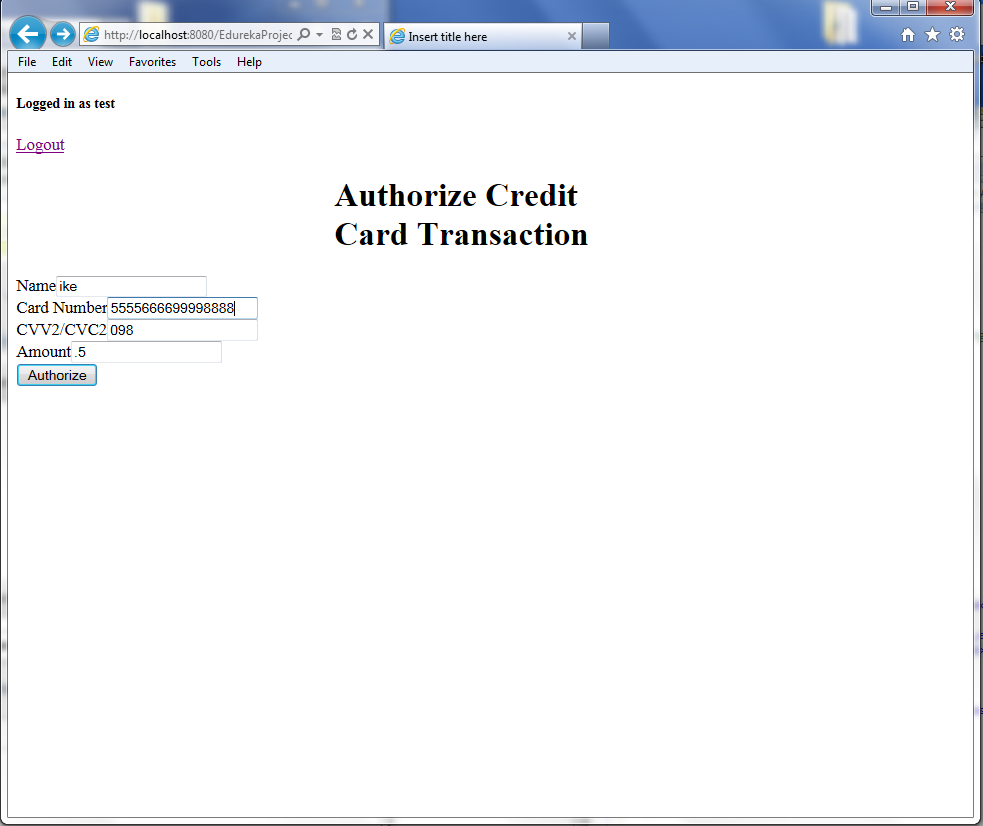 http://localhost:8080/EdurekaProjec
Insert title here
File Edit View Favorites Tools Help
Logged in as test
Logout
Authorize Credit
Card Transaction
Name ike
Card Number 5555666699998888
CVV2/CVC2 098
Amount .5
Authorize